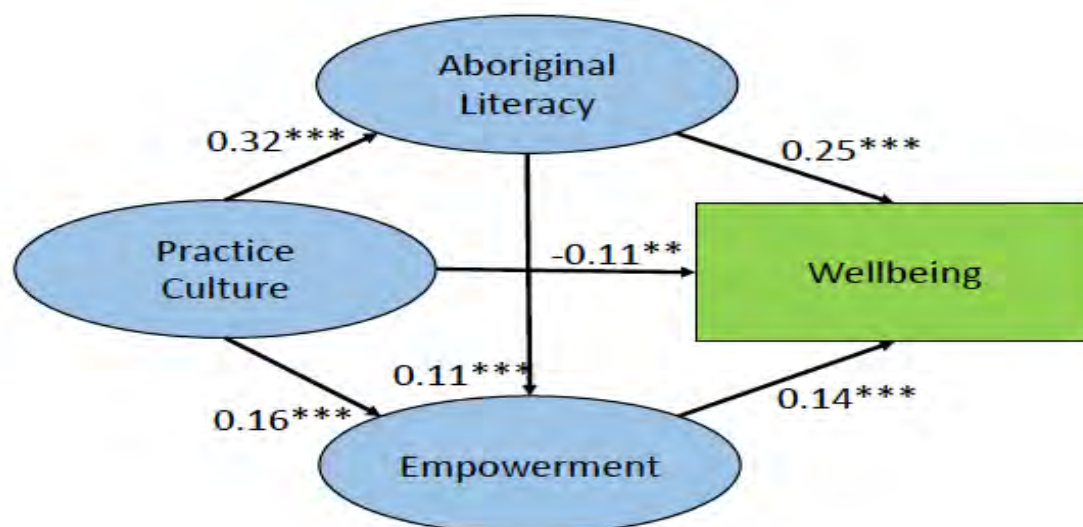 Aboriginal
Literacy
0.32***
0.25***
Practice
Culture
-0.11**
Wellbeing
0.11***
0.16***
0.14***
Empowerment